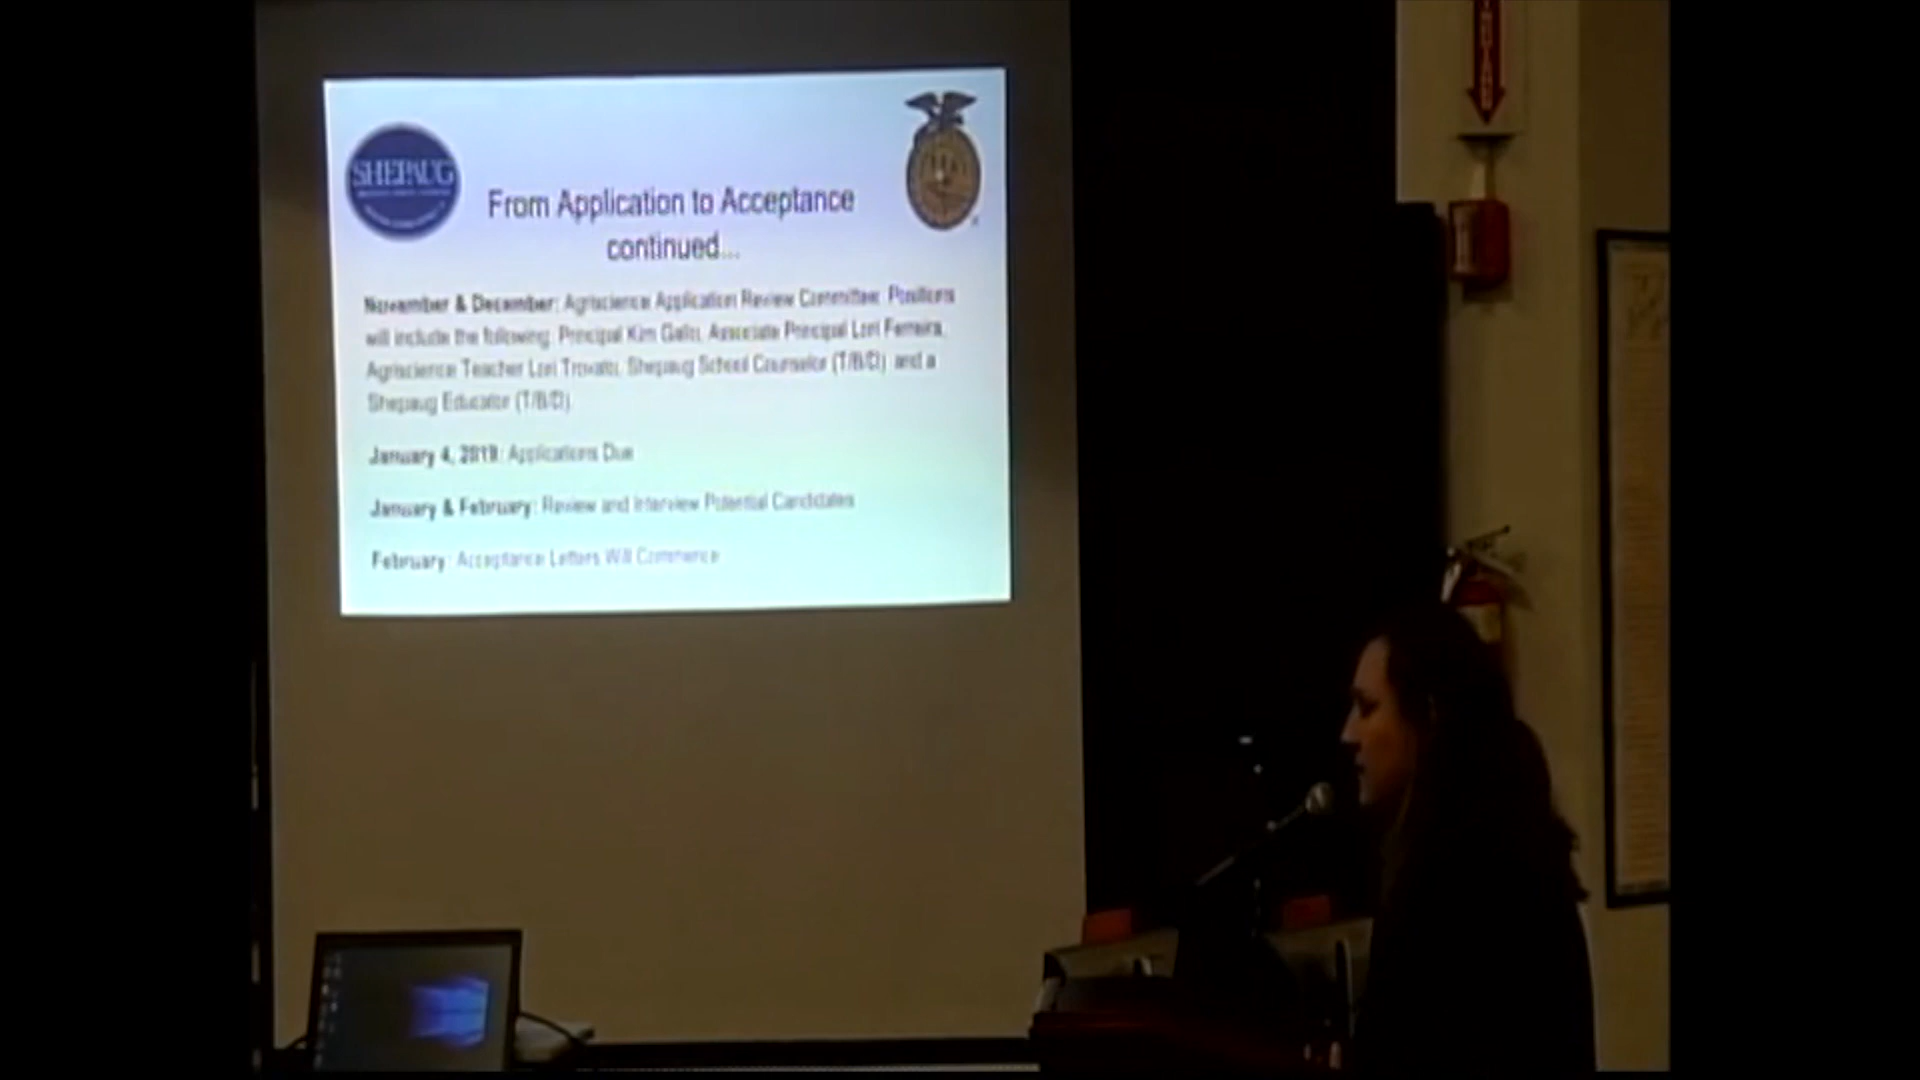 SHEPAUG
From Application to Acceptance
continued...
November & December: Agriscience Application Review Committee: Positions
will include the following: Principal Kim Gallo, Associate Principal Lori Ferreira,
Agriscience Teacher Lori Trovato, Shepaug School Counselor (T/B/D) and a
Shepaug Educator (T/B/D)
January 4, 2019: Applications Due
January & February: Review and Interview Potential Candidates
February: Acceptance Letters Will Commence